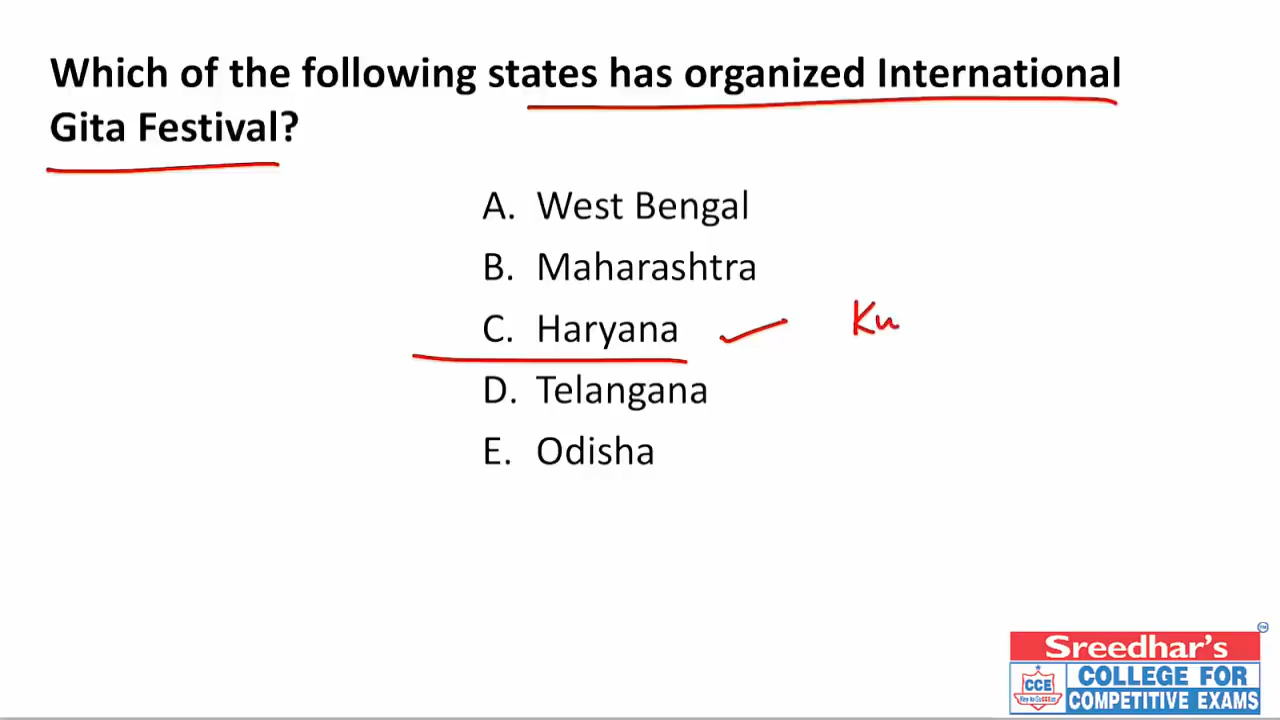 Which of the following states has organized International
Gita Festival?
A. West Bengal
B. Maharashtra
C. Haryana
Ku
D. Telangana
E. Odisha
Sreedhar's
CCE
COLLEGE FOR
COMPETITIVE EXAMS
TM